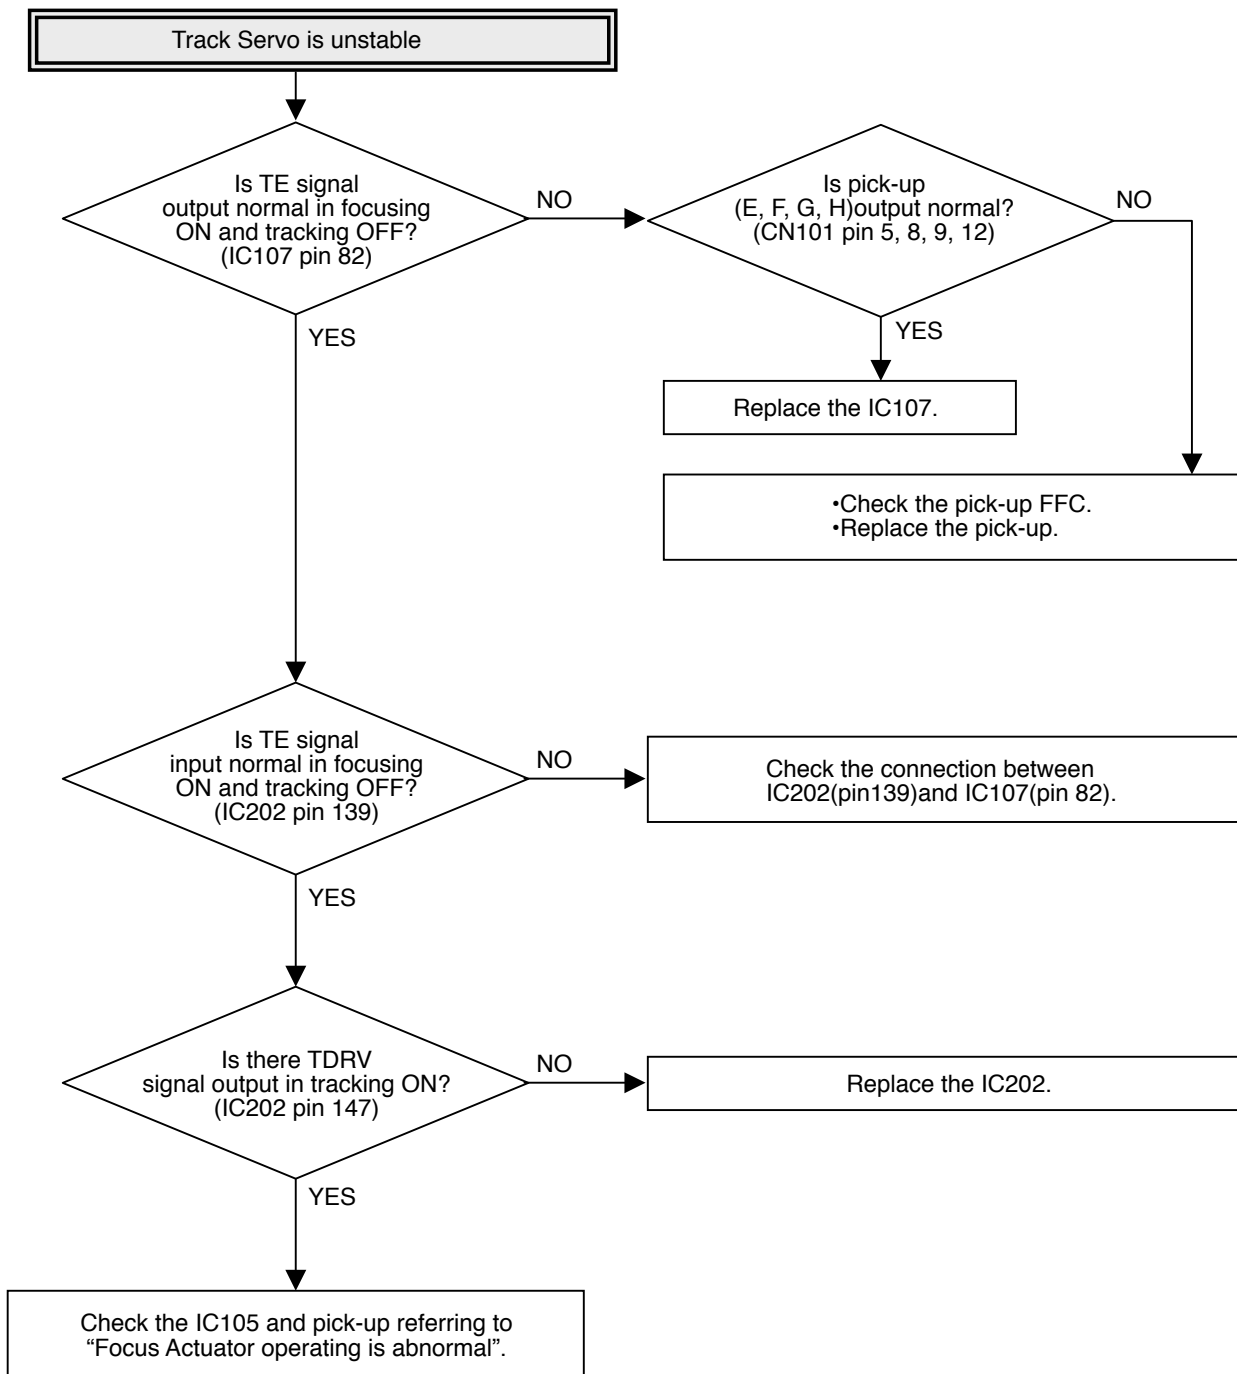 Track Servo is unstable
Is TE signal
output normal in focusing
ON and tracking OFF?
(IC107 pin 82)
NO
Is pick-up
(E, F, G, H)output normal?
(CN101 pin 5, 8, 9, 12)
NO
YES
YES
Replace the IC107.
•Check the pick-up FFC.
•Replace the pick-up.
Is TE signal
input normal in focusing
ON and tracking OFF?
(IC202 pin 139)
NO
Check the connection between
IC202(pin139)and IC107(pin 82).
YES
Is there TDRV
signal output in tracking ON?
(IC202 pin 147)
NO
Replace the IC202.
YES
Check the IC105 and pick-up referring to
“Focus Actuator operating is abnormal”.